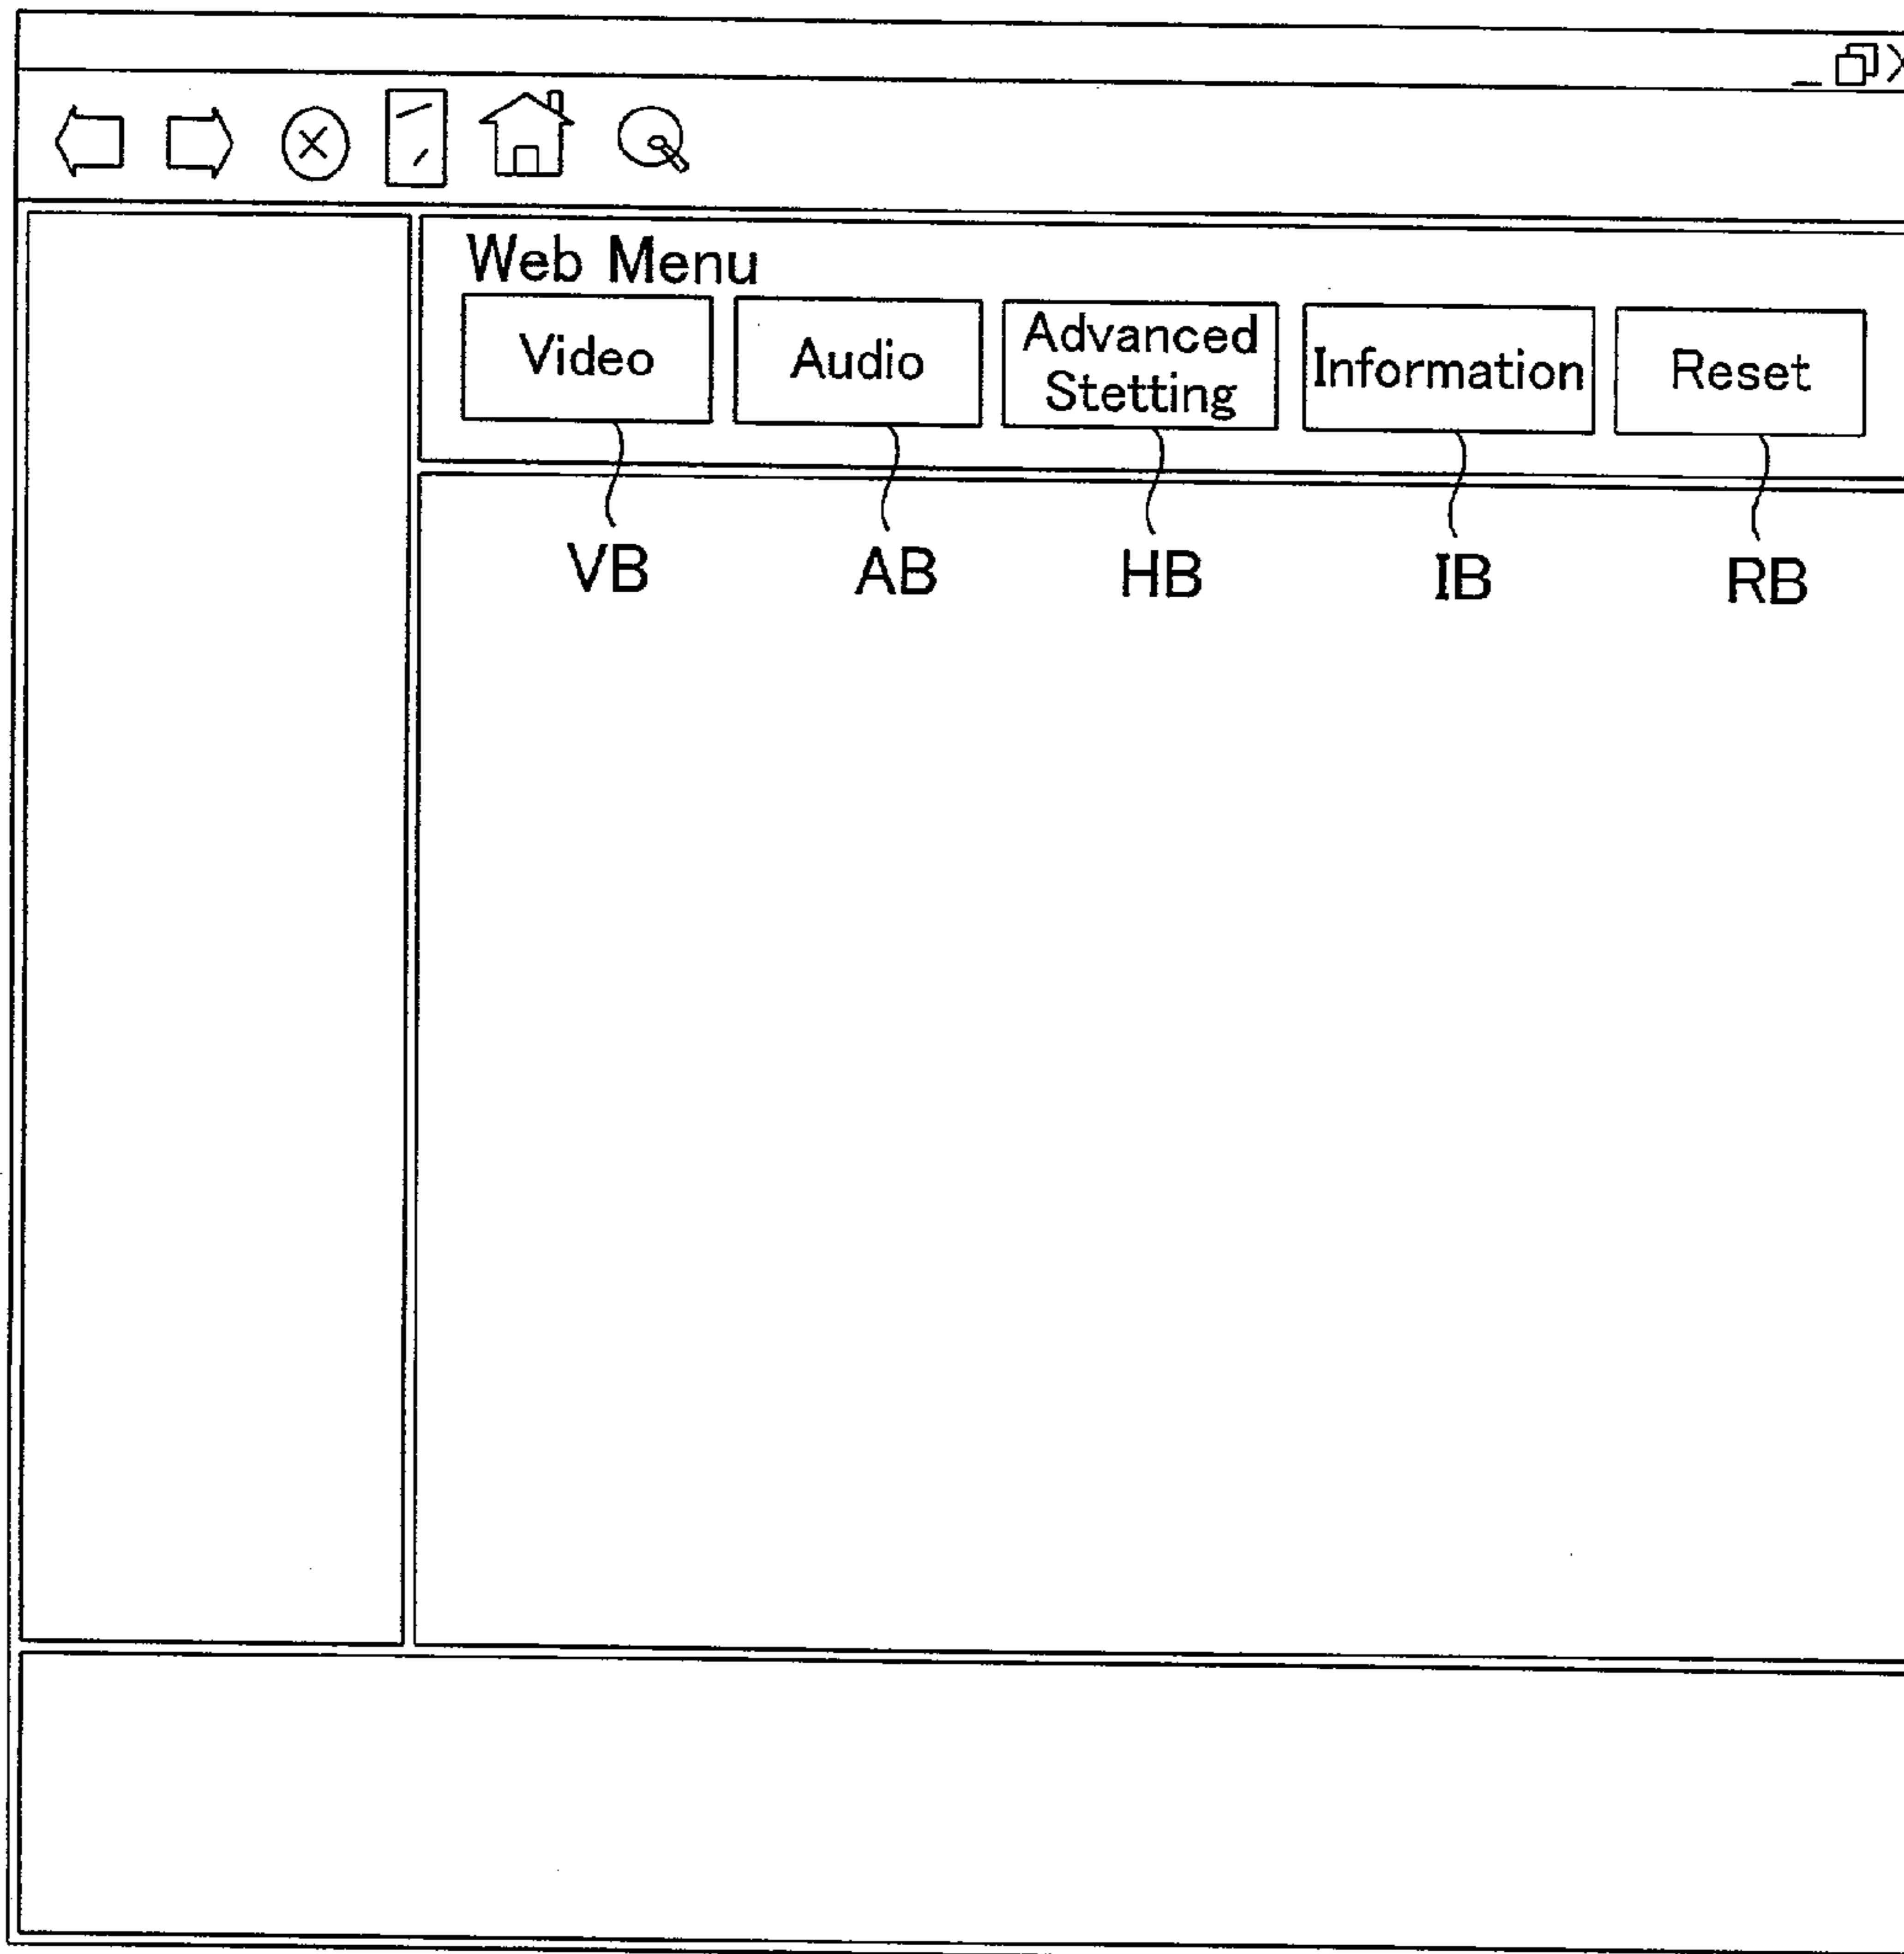 Web Menu
Video
Audio
Advanced
Stetting
Information
Reset
VB
AB
HB
IB
RB